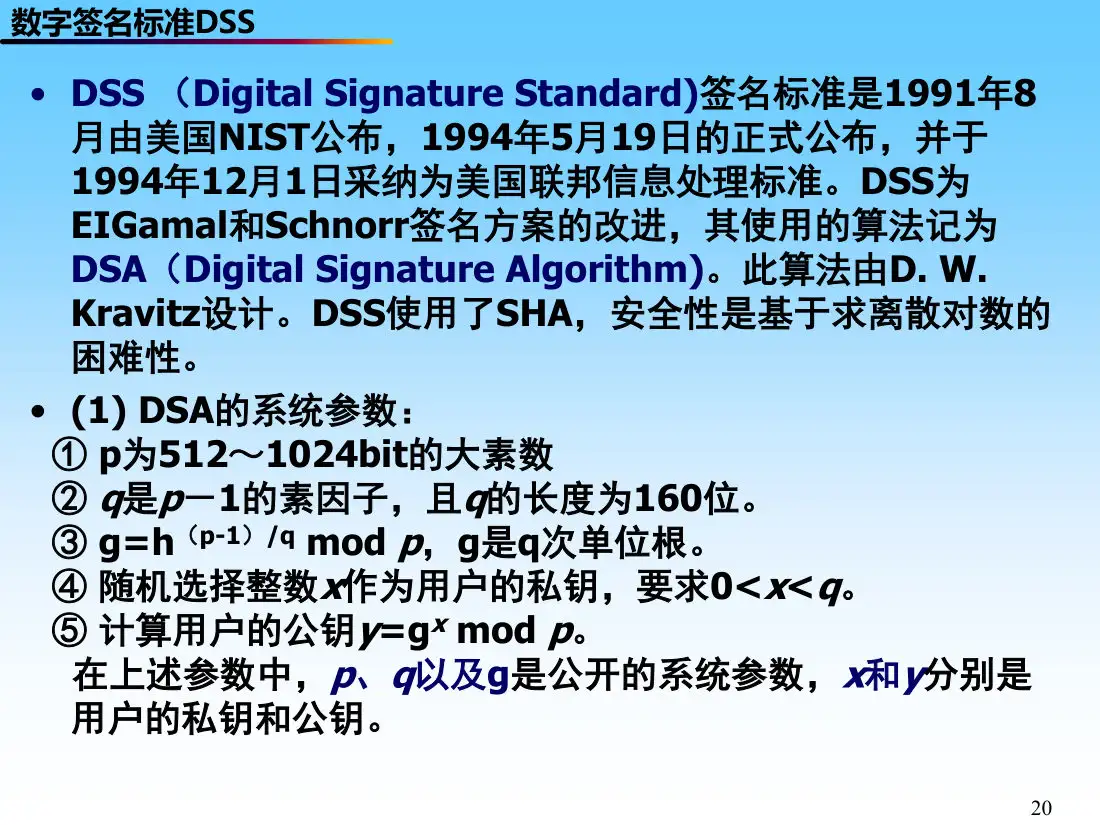 数字签名标准DSS
• DSS （Digital Signature Standard)签名标准是1991年8
月由美国NIST公布，1994年5月19日的正式公布，并于
1994年12月1日采纳为美国联邦信息处理标准。DSS为
EIGamal和Schnorr签名方案的改进，其使用的算法记为
DSA（Digital Signature Algorithm)。此算法由D. W.
Kravitz设计。DSS使用了SHA，安全性是基于求离散对数的
困难性。
• (1) DSA的系统参数：
① p为512～1024bit的大素数
② q是p－1的素因子，且q的长度为160位。
③ g=h（p-1）/q mod p，g是q次单位根。
④ 随机选择整数x作为用户的私钥，要求0<x<q。
⑤ 计算用户的公钥y=gx mod p。
在上述参数中，p、q以及g是公开的系统参数，x和y分别是
用户的私钥和公钥。
20